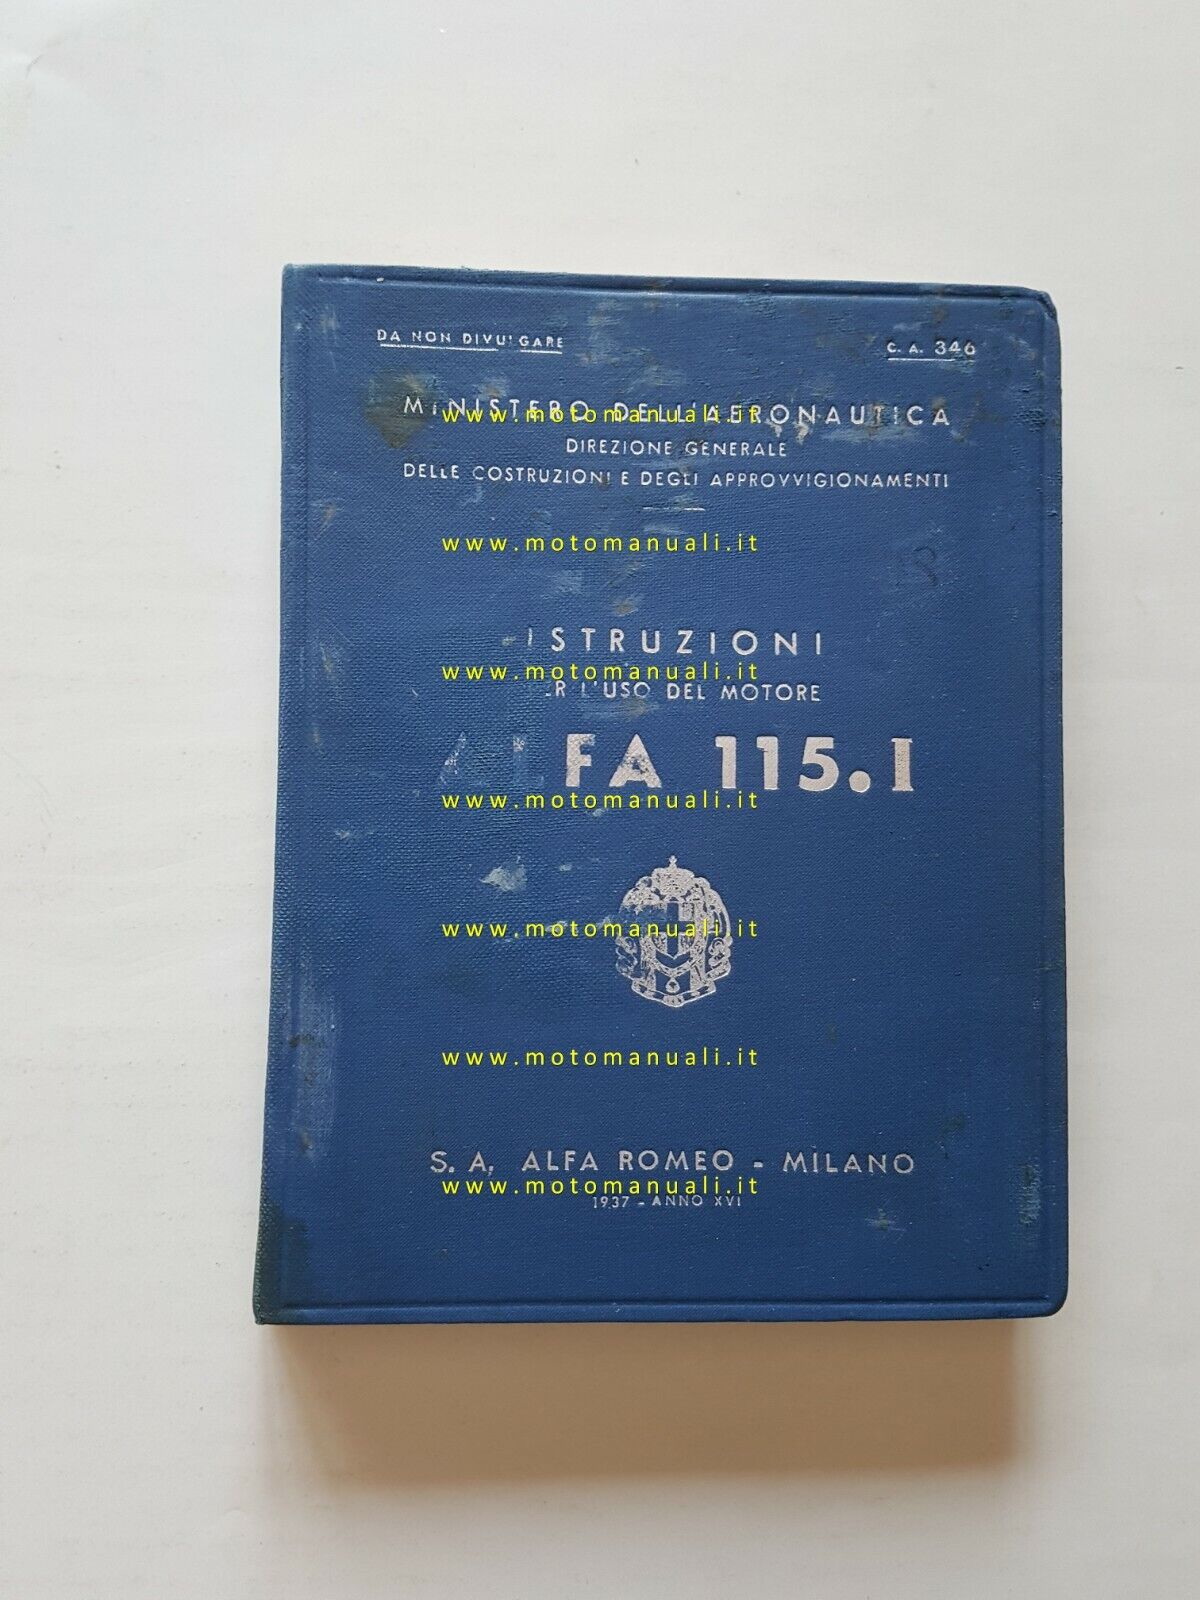 DA NON DIVULGARE
C. A. 346
MINISTERO DELL'AERONAUTICA
www.motomanuali.it
DIREZIONE GENERALE
DELLE COSTRUZIONI E DEGLI APPROVVIGIONAMENTI
www.motomanuali.it
ISTRUZIONI
www.motomanuali.it
PER L'USO DEL MOTORE
ALFA 115.I
www.motomanuali.it
www.motomanuali.it
www.motomanuali.it
S. A. ALFA ROMEO - MILANO
www.motomanuali.it
1937 - ANNO XVI